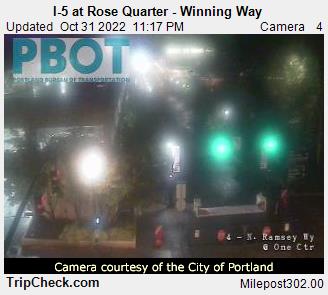 I-5 at Rose Quarter - Winning Way
Updated Oct 31 2022 11:17 PM Camera 4
PBOT
PORTLAND BUREAU OF TRANSPORTATION
4 - N. Ramsey Wy
@ One Ctr
Camera courtesy of the City of Portland
TripCheck.com Milepost302.00